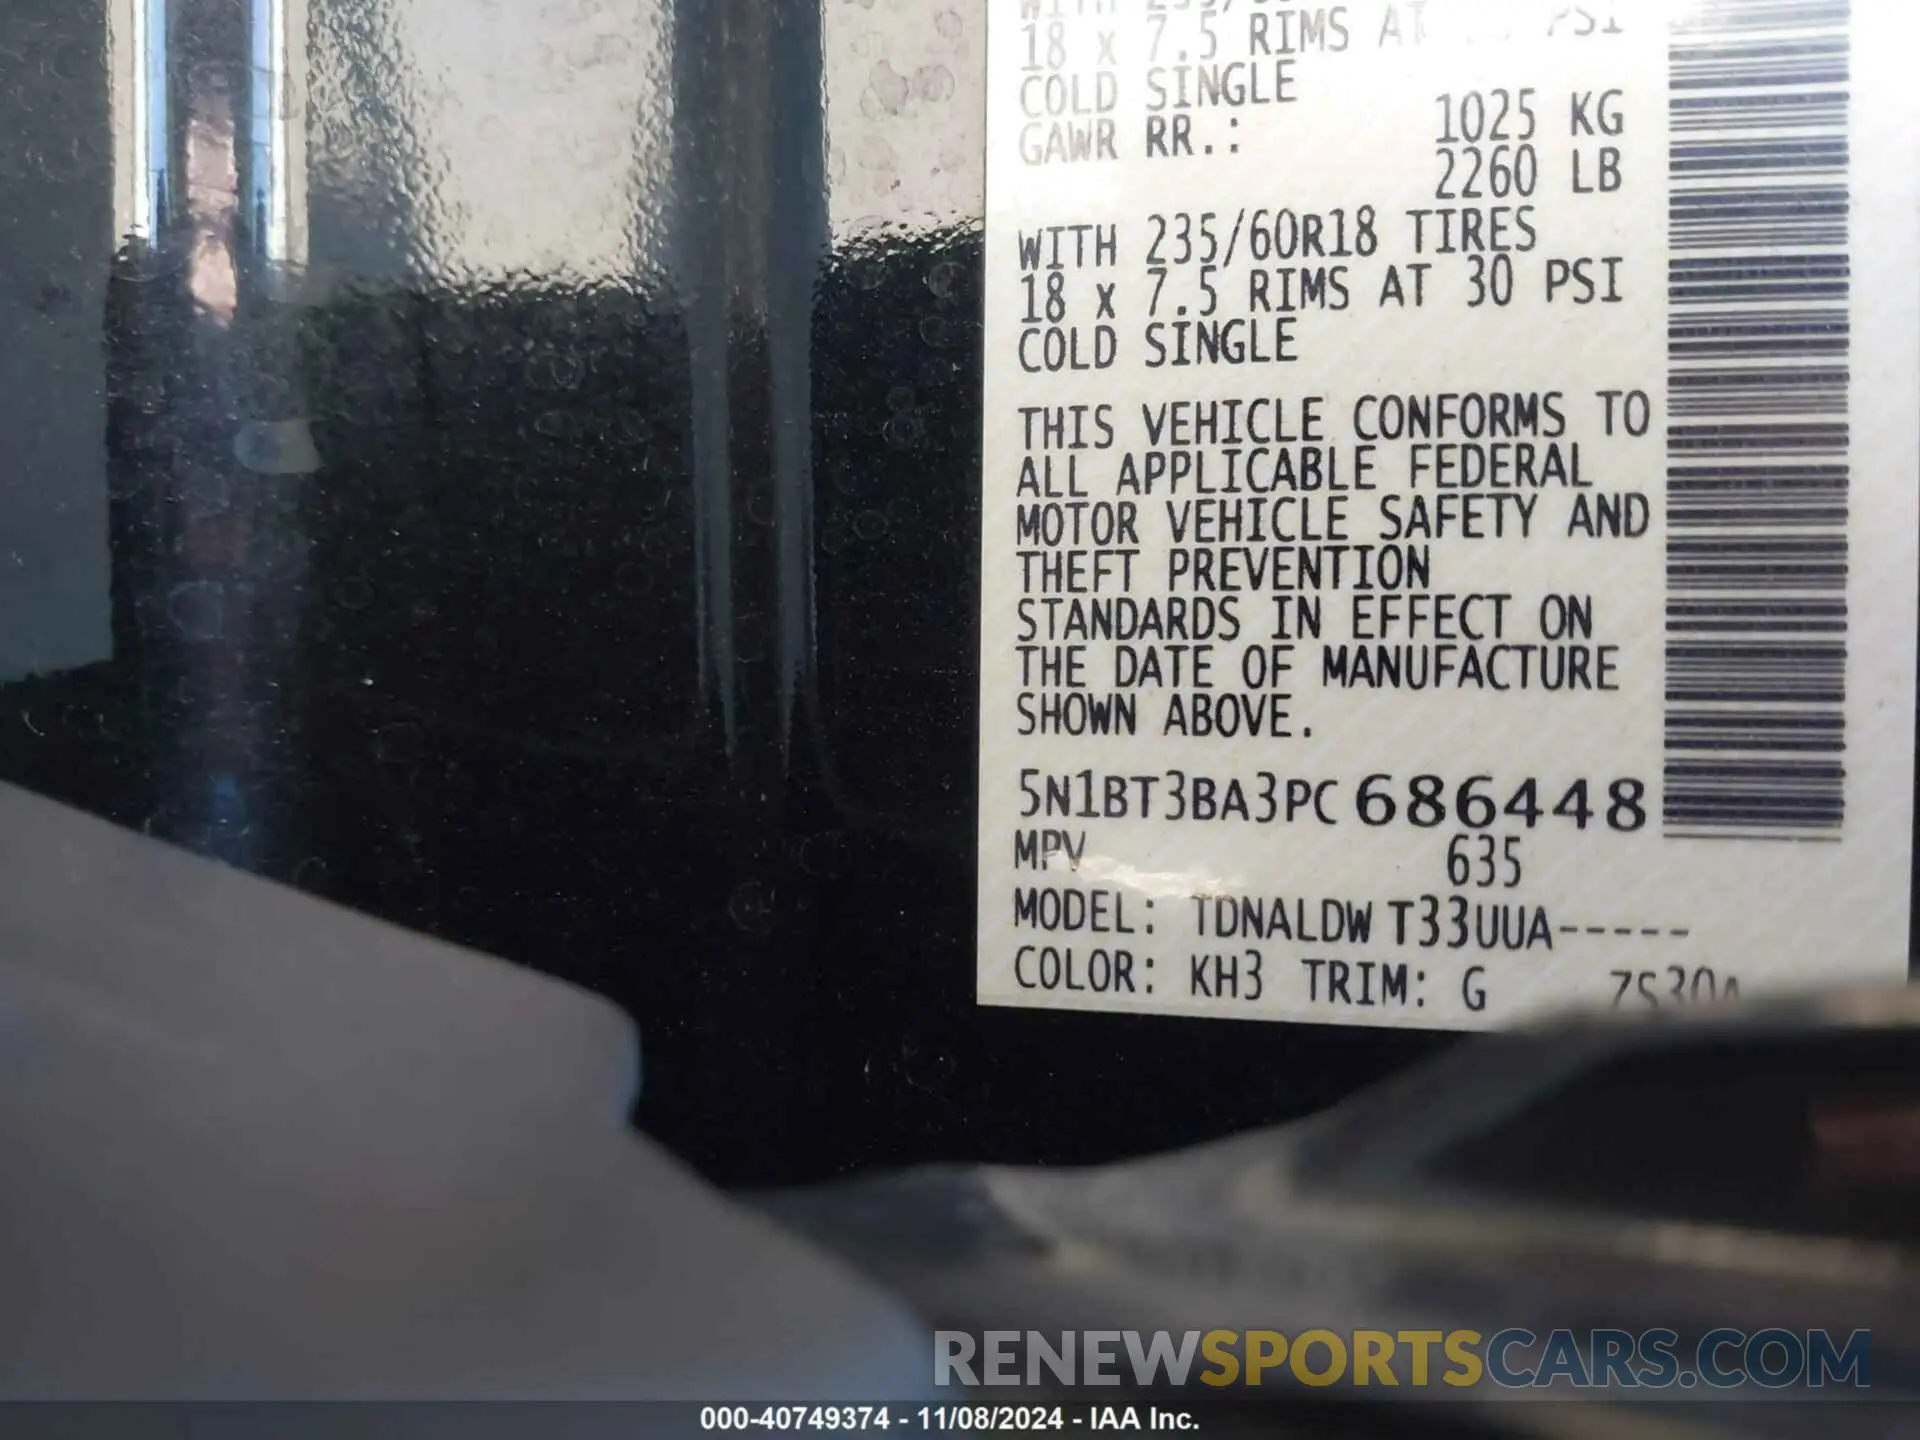 18 x 7.5 RIMS AT PSI
COLD SINGLE
GAWR RR.: 1025 KG
2260 LB
WITH 235/60R18 TIRES
18 x 7.5 RIMS AT 30 PSI
COLD SINGLE
THIS VEHICLE CONFORMS TO
ALL APPLICABLE FEDERAL
MOTOR VEHICLE SAFETY AND
THEFT PREVENTION
STANDARDS IN EFFECT ON
THE DATE OF MANUFACTURE
SHOWN ABOVE.
5N1BT3BA3PC686448
MPV 635
MODEL: TDNALDW T33UUA-----
COLOR: KH3 TRIM: G
RENEWSPORTSCARS.COM
000-40749374 - 11/08/2024 - IAA Inc.